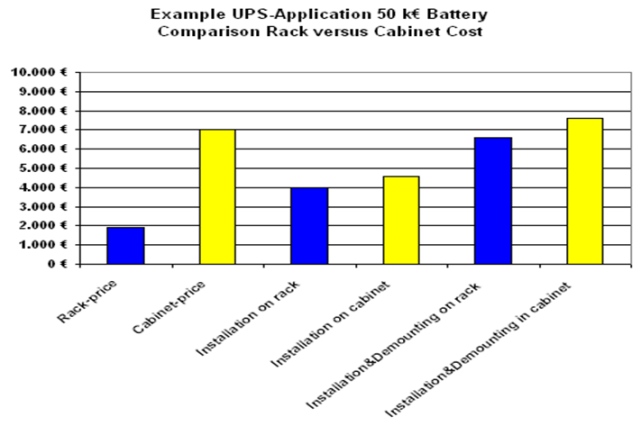 Example UPS-Application 50 k€ Battery
Comparison Rack versus Cabinet Cost
10.000 €
9.000 €
8.000 €
7.000 €
6.000 €
5.000 €
4.000 €
3.000 €
2.000 €
1.000 €
0 €
Rack-price
Cabinet-price
Installation on rack
Installation on cabinet
Installation&Demounting on rack
Installation&Demounting in cabinet